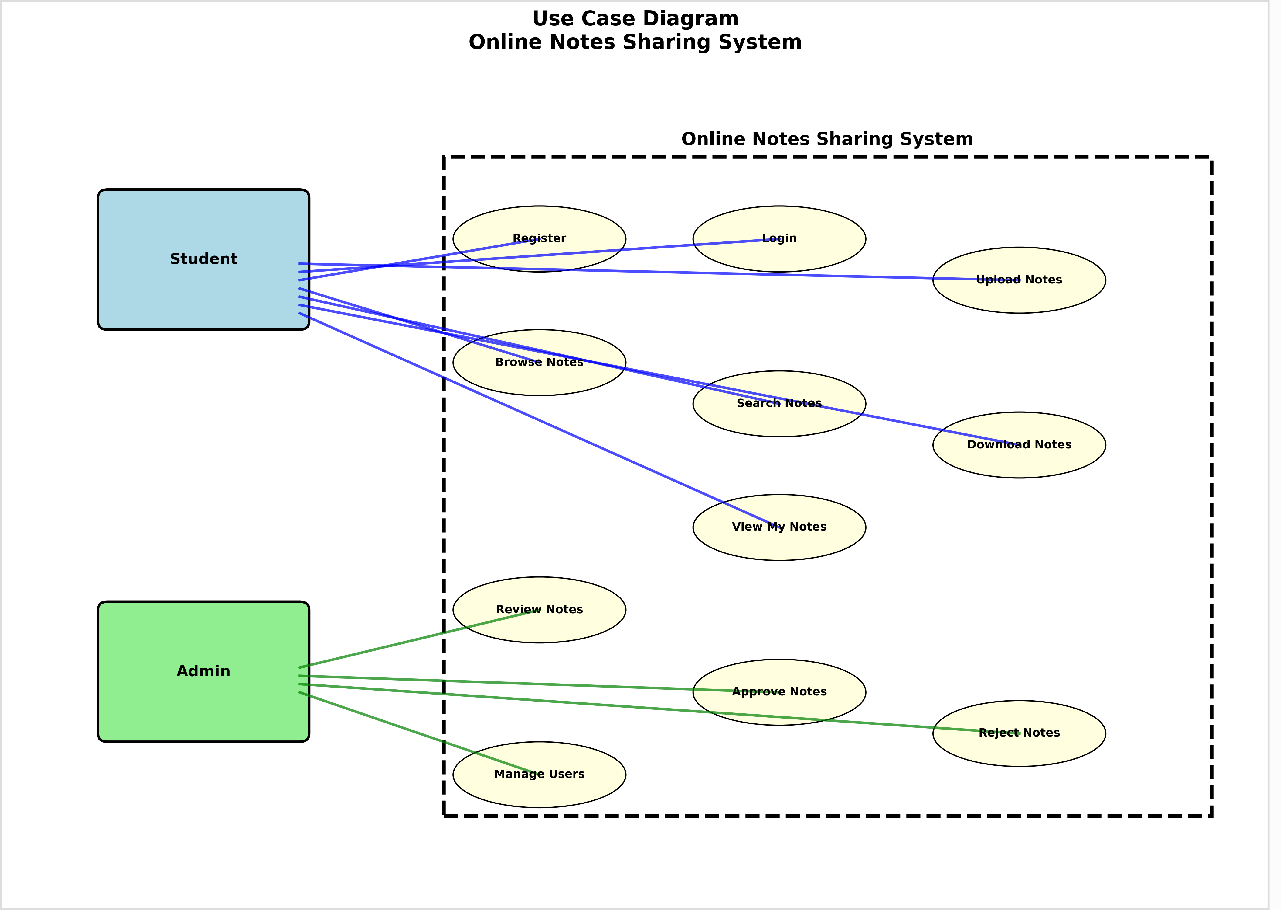 Use Case Diagram
Online Notes Sharing System
Online Notes Sharing System
Student
Register
Login
Upload Notes
Browse Notes
Search Notes
Download Notes
View My Notes
Review Notes
Admin
Approve Notes
Reject Notes
Manage Users